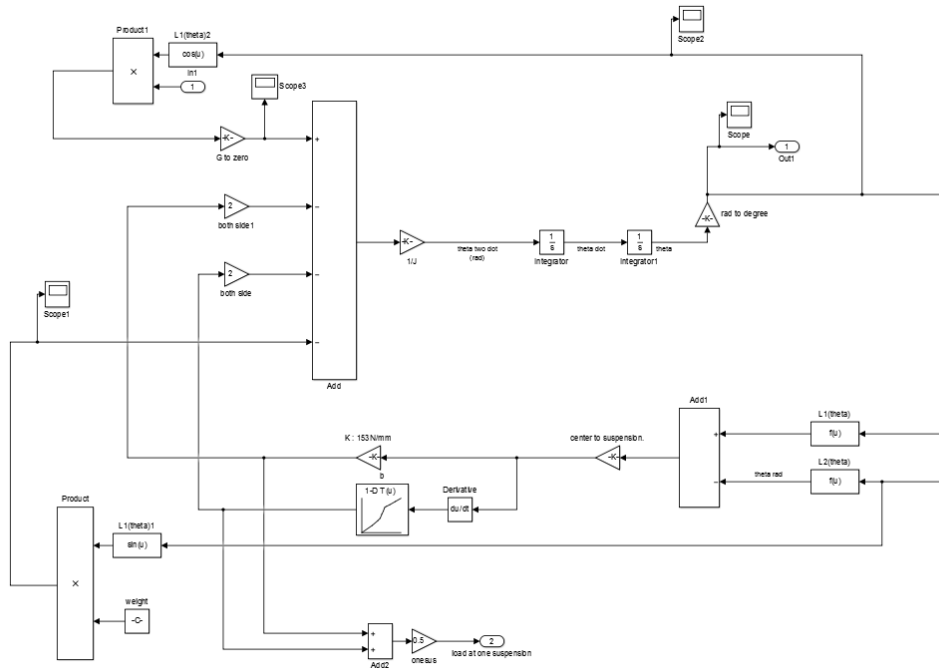 Scope2
Product1
L1(theta)2
cos(u)
×
In1
1
Scope3
Scope
-K-
G to zero
+
1
Out1
2
both side1
−
-K-
rad to degree
-K-
1/J
theta two dot
(rad)
1
s
Integrator
theta dot
1
s
Integrator1
theta
2
both side
−
Scope1
−
Add
Add1
L1(theta)
f(u)
+
K : 153N/mm
-K-
b
center to suspension.
-K-
L2(theta)
f(u)
theta rad
−
1-D T(u)
Derivative
du/dt
Product
L1(theta)1
sin(u)
×
weight
-C-
+
+
Add2
0.5
onesus
2
load at one suspension